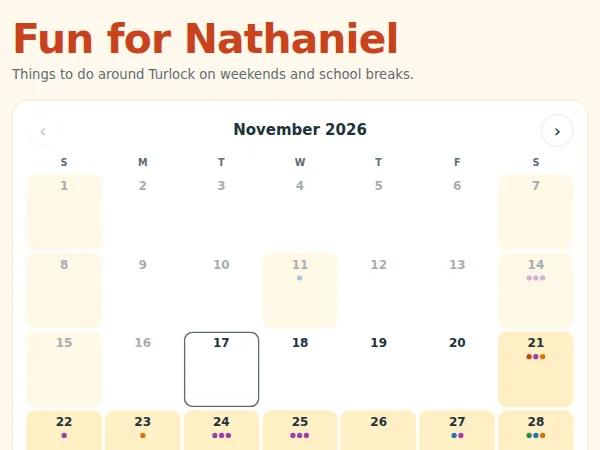 Fun for Nathaniel
Things to do around Turlock on weekends and school breaks.
‹ November 2026 ›
S M T W T F S
1 2 3 4 5 6 7
8 9 10 11 12 13 14
15 16 17 18 19 20 21
22 23 24 25 26 27 28